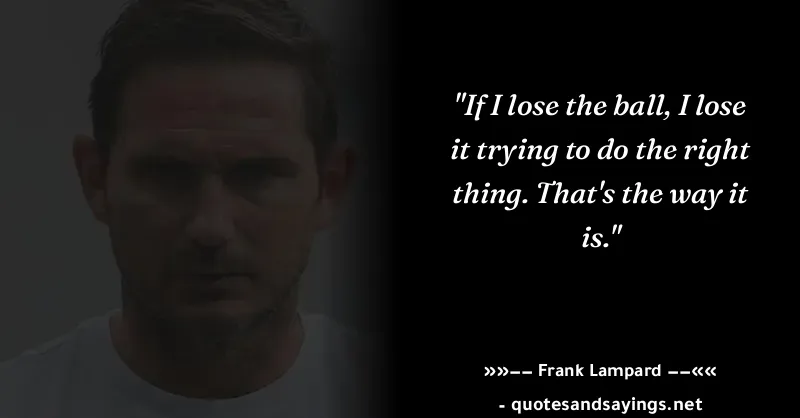 "If I lose the ball, I lose
it trying to do the right
thing. That's the way it
is."
»»−− Frank Lampard −−««
- quotesandsayings.net